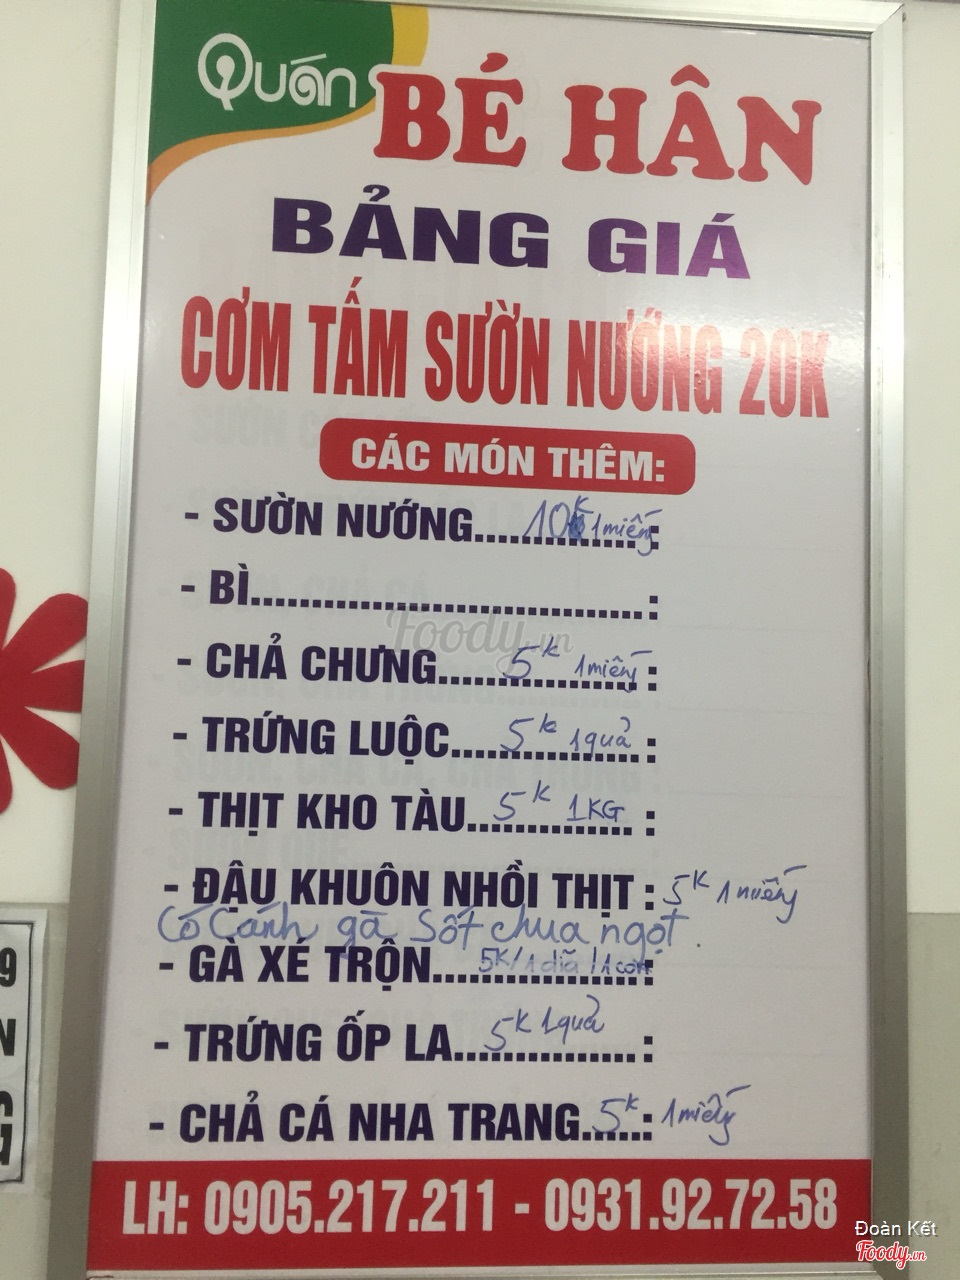 Quán BÉ HÂN
BẢNG GIÁ
CƠM TẤM SƯỜN NƯỚNG 20K
CÁC MÓN THÊM:
- SƯỜN NƯỚNG.............. : 10K 1miếng
- BÌ................................. :
- CHẢ CHƯNG................. : 5K 1miếng
- TRỨNG LUỘC............... : 5K 1quả
- THỊT KHO TÀU.............. : 5K 1KG
- ĐẬU KHUÔN NHỒI THỊT : 5K 1miếng
Có Cánh gà Sốt chua ngọt.
- GÀ XÉ TRỘN.................. : 5K/1dĩa/1con
- TRỨNG ỐP LA............... : 5K 1quả
- CHẢ CÁ NHA TRANG..... : 5K 1miếng
LH: 0905.217.211 - 0931.92.72.58
Foody.vn
Đoàn Kết
Foody.vn
9
N
G